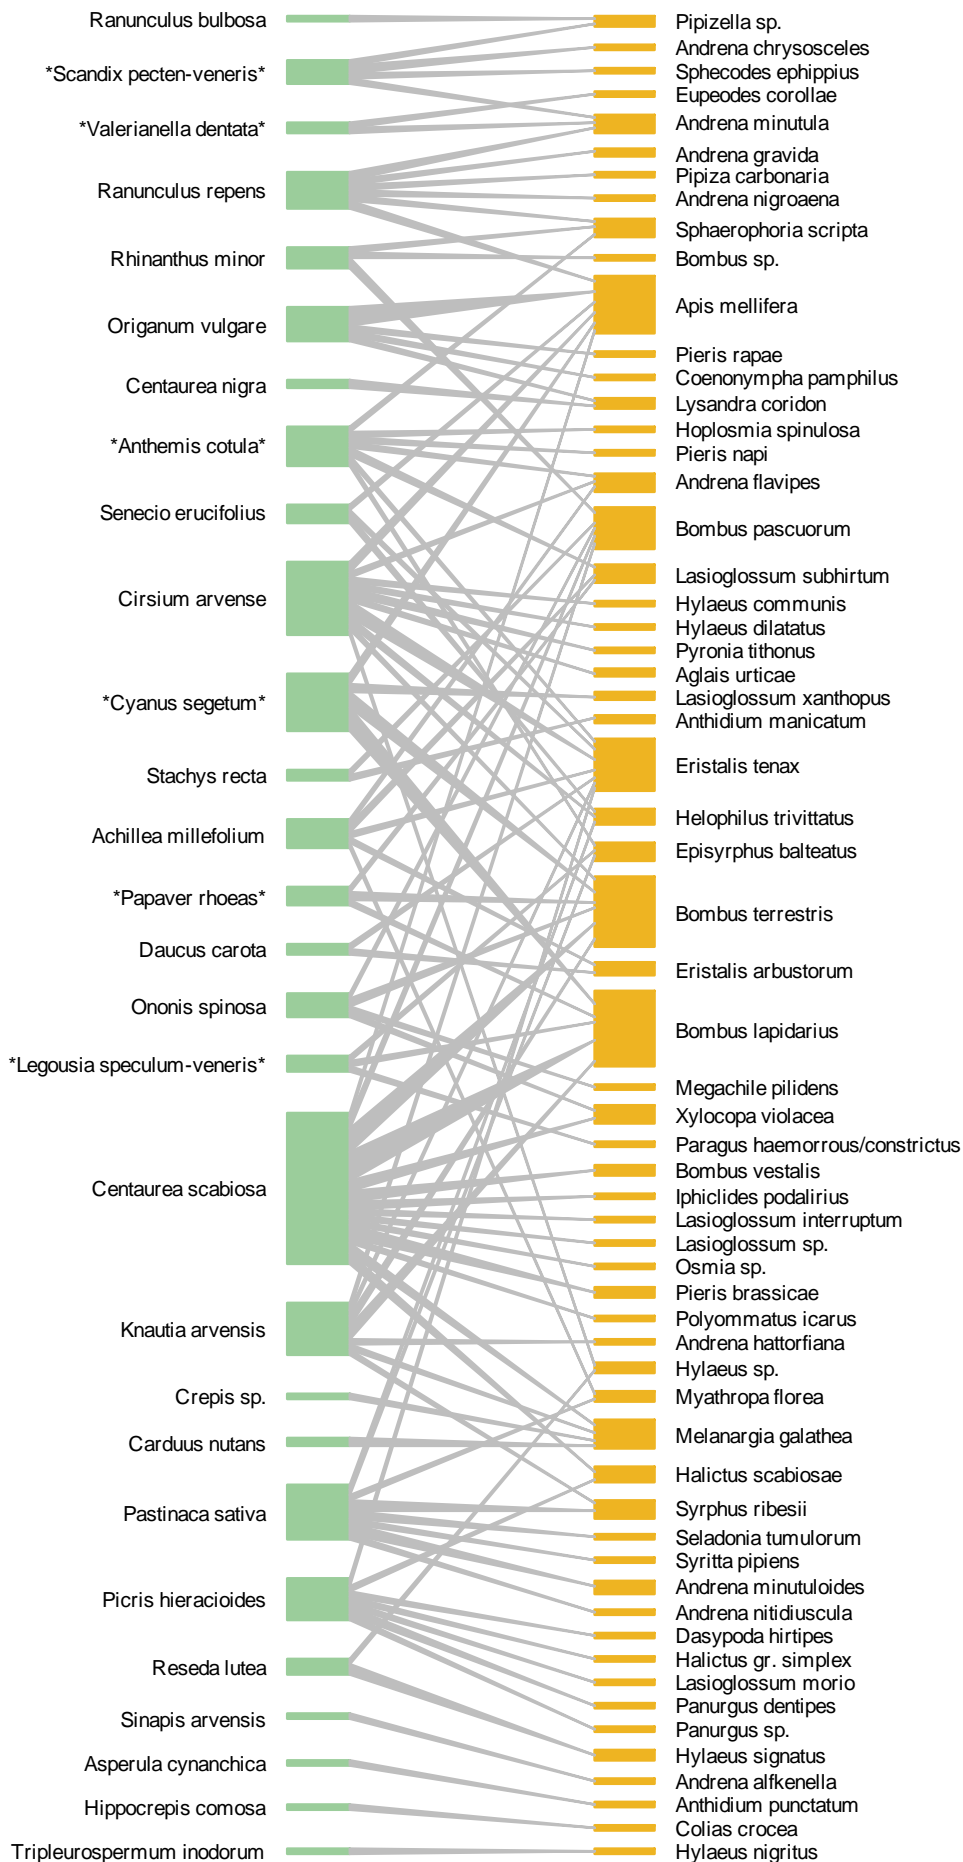 Ranunculus bulbosa
*Scandix pecten-veneris*
*Valerianella dentata*
Ranunculus repens
Rhinanthus minor
Origanum vulgare
Centaurea nigra
*Anthemis cotula*
Senecio erucifolius
Cirsium arvense
*Cyanus segetum*
Stachys recta
Achillea millefolium
*Papaver rhoeas*
Daucus carota
Ononis spinosa
*Legousia speculum-veneris*
Centaurea scabiosa
Knautia arvensis
Crepis sp.
Carduus nutans
Pastinaca sativa
Picris hieracioides
Reseda lutea
Sinapis arvensis
Asperula cynanchica
Hippocrepis comosa
Tripleurospermum inodorum
Pipizella sp.
Andrena chrysosceles
Sphecodes ephippius
Eupeodes corollae
Andrena minutula
Andrena gravida
Pipiza carbonaria
Andrena nigroaena
Sphaerophoria scripta
Bombus sp.
Apis mellifera
Pieris rapae
Coenonympha pamphilus
Lysandra coridon
Hoplosmia spinulosa
Pieris napi
Andrena flavipes
Bombus pascuorum
Lasioglossum subhirtum
Hylaeus communis
Hylaeus dilatatus
Pyronia tithonus
Aglais urticae
Lasioglossum xanthopus
Anthidium manicatum
Eristalis tenax
Helophilus trivittatus
Episyrphus balteatus
Bombus terrestris
Eristalis arbustorum
Bombus lapidarius
Megachile pilidens
Xylocopa violacea
Paragus haemorrous/constrictus
Bombus vestalis
Iphiclides podalirius
Lasioglossum interruptum
Lasioglossum sp.
Osmia sp.
Pieris brassicae
Polyommatus icarus
Andrena hattorfiana
Hylaeus sp.
Myathropa florea
Melanargia galathea
Halictus scabiosae
Syrphus ribesii
Seladonia tumulorum
Syritta pipiens
Andrena minutuloides
Andrena nitidiuscula
Dasypoda hirtipes
Halictus gr. simplex
Lasioglossum morio
Panurgus dentipes
Panurgus sp.
Hylaeus signatus
Andrena alfkenella
Anthidium punctatum
Colias crocea
Hylaeus nigritus